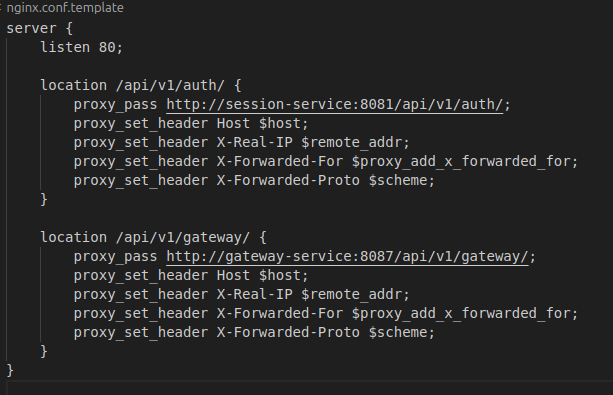 nginx.conf.template
server {
    listen 80;

    location /api/v1/auth/ {
        proxy_pass http://session-service:8081/api/v1/auth/;
        proxy_set_header Host $host;
        proxy_set_header X-Real-IP $remote_addr;
        proxy_set_header X-Forwarded-For $proxy_add_x_forwarded_for;
        proxy_set_header X-Forwarded-Proto $scheme;
    }

    location /api/v1/gateway/ {
        proxy_pass http://gateway-service:8087/api/v1/gateway/;
        proxy_set_header Host $host;
        proxy_set_header X-Real-IP $remote_addr;
        proxy_set_header X-Forwarded-For $proxy_add_x_forwarded_for;
        proxy_set_header X-Forwarded-Proto $scheme;
    }
}